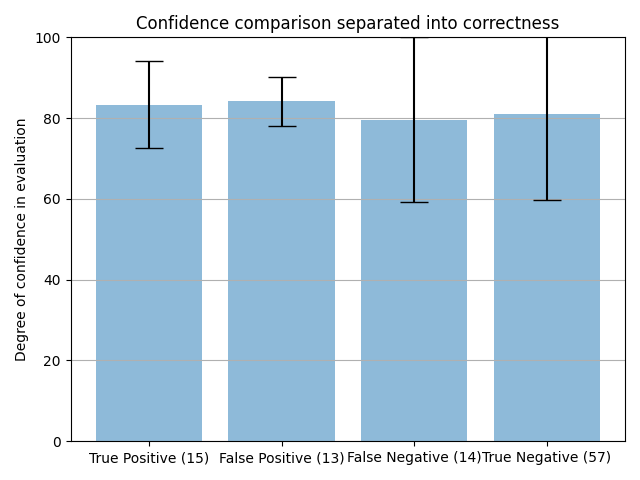 Confidence comparison separated into correctness
Degree of confidence in evaluation
100
80
60
40
20
0
True Positive (15)
False Positive (13)
False Negative (14)
True Negative (57)